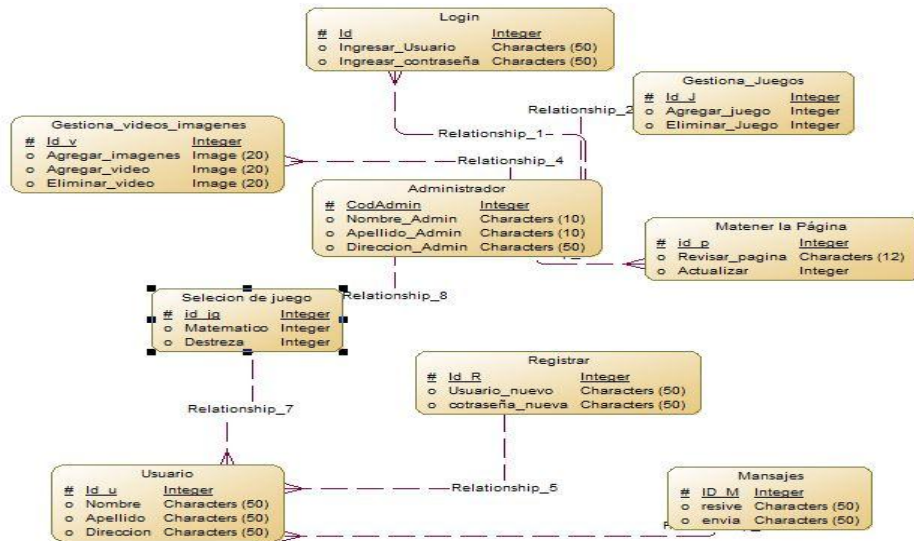 Login
# Id Integer
o Ingresar_Usuario Characters (50)
o Ingreasr_contraseña Characters (50)
Gestiona_Juegos
# Id_J Integer
o Agregar_juego Integer
o Eliminar_Juego Integer
Relationship_2
Relationship_1
Gestiona_videos_imagenes
# Id_v Integer
o Agregar_imagenes Image (20)
o Agregar_video Image (20)
o Eliminar_video Image (20)
Relationship_4
Administrador
# CodAdmin Integer
o Nombre_Admin Characters (10)
o Apellido_Admin Characters (10)
o Direccion_Admin Characters (50)
Matener la Página
# id_p Integer
o Revisar_pagina Characters (12)
o Actualizar Integer
Relationship_8
Selecion de juego
# id_jg Integer
o Matematico Integer
o Destreza Integer
Relationship_7
Registrar
# Id_R Integer
o Usuario_nuevo Characters (50)
o cotraseña_nueva Characters (50)
Relationship_5
Usuario
# Id_u Integer
o Nombre Characters (50)
o Apellido Characters (50)
o Direccion Characters (50)
Mansajes
# ID_M Integer
o resive Characters (50)
o envia Characters (50)